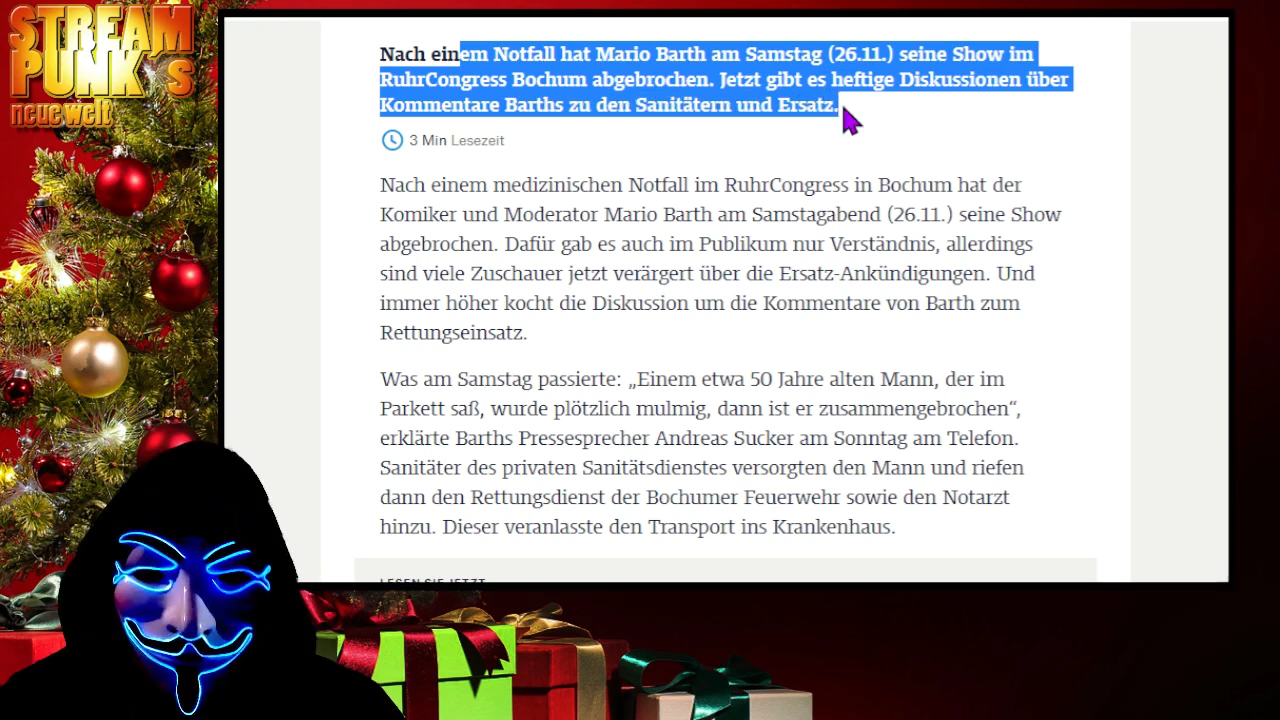 STREAM
PUNK´s
neue welt
Nach einem Notfall hat Mario Barth am Samstag (26.11.) seine Show im
RuhrCongress Bochum abgebrochen. Jetzt gibt es heftige Diskussionen über
Kommentare Barths zu den Sanitätern und Ersatz.
3 Min Lesezeit
Nach einem medizinischen Notfall im RuhrCongress in Bochum hat der
Komiker und Moderator Mario Barth am Samstagabend (26.11.) seine Show
abgebrochen. Dafür gab es auch im Publikum nur Verständnis, allerdings
sind viele Zuschauer jetzt verärgert über die Ersatz-Ankündigungen. Und
immer höher kocht die Diskussion um die Kommentare von Barth zum
Rettungseinsatz.
Was am Samstag passierte: „Einem etwa 50 Jahre alten Mann, der im
Parkett saß, wurde plötzlich mulmig, dann ist er zusammengebrochen“,
erklärte Barths Pressesprecher Andreas Sucker am Sonntag am Telefon.
Sanitäter des privaten Sanitätsdienstes versorgten den Mann und riefen
dann den Rettungsdienst der Bochumer Feuerwehr sowie den Notarzt
hinzu. Dieser veranlasste den Transport ins Krankenhaus.
LESEN SIE JETZT